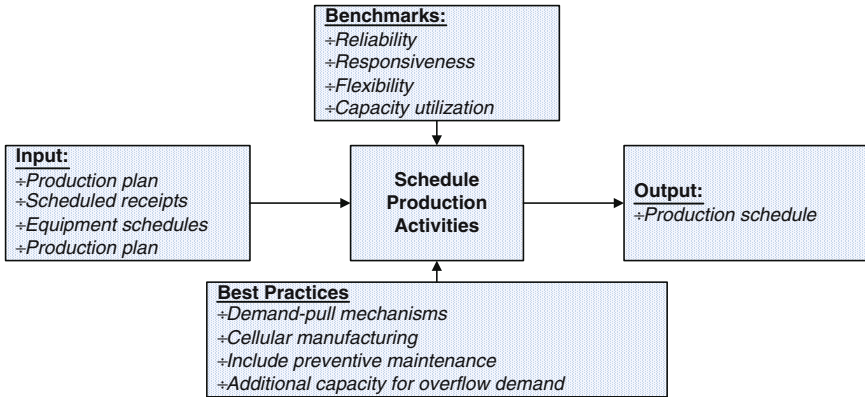 Benchmarks:
÷Reliability
÷Responsiveness
÷Flexibility
÷Capacity utilization
Input:
÷Production plan
÷Scheduled receipts
÷Equipment schedules
÷Production plan
Schedule
Production
Activities
Output:
÷Production schedule
Best Practices
÷Demand-pull mechanisms
÷Cellular manufacturing
÷Include preventive maintenance
÷Additional capacity for overflow demand